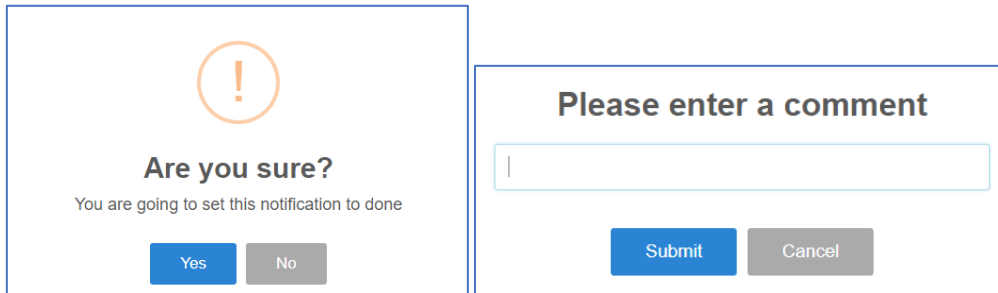 !
Are you sure?
You are going to set this notification to done
Yes
No
Please enter a comment
Submit
Cancel